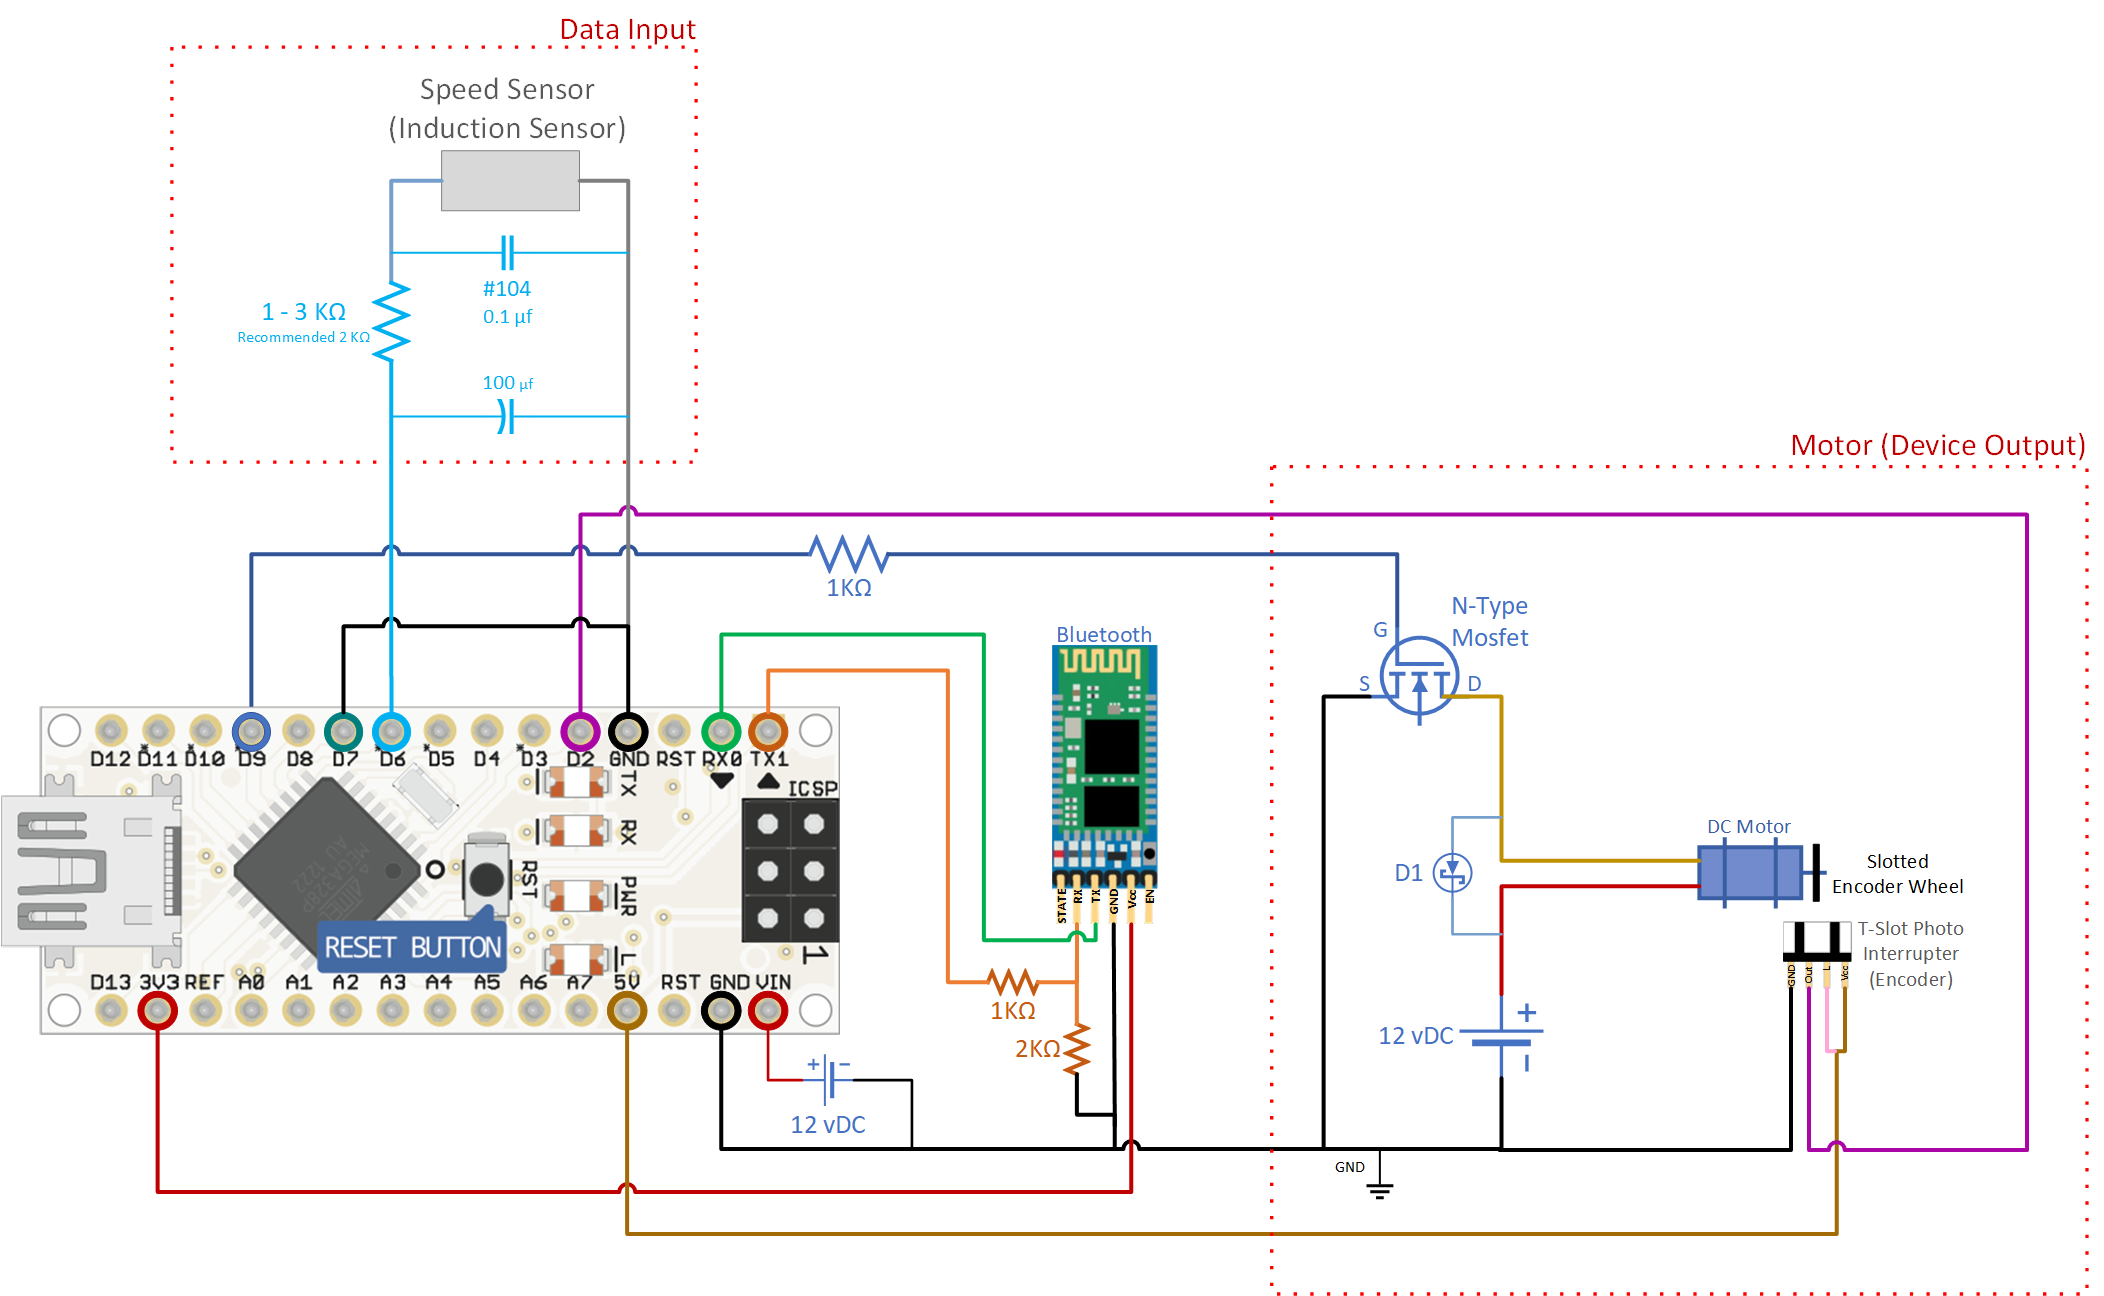 Data Input
Speed Sensor
(Induction Sensor)
#104
0.1 µf
1 - 3 KΩ
Recommended 2 KΩ
100 µf
Motor (Device Output)
1KΩ
N-Type
Mosfet
G
S
D
Bluetooth
D12
D11
D10
D9
D8
D7
D6
D5
D4
D3
D2
GND
RST
RX0
TX1
ICSP
TX
RX
RST
PWR
L
1
MEGA 328P
AU 1222
RESET BUTTON
D13
3V3
REF
A0
A1
A2
A3
A4
A5
A6
A7
5V
RST
GND
VIN
STATE
RX
TX
GND
Vcc
EN
1KΩ
2KΩ
+
−
12 vDC
D1
DC Motor
Slotted
Encoder Wheel
T-Slot Photo
Interrupter
(Encoder)
GND
Out
L
Vcc
12 vDC
+
−
GND